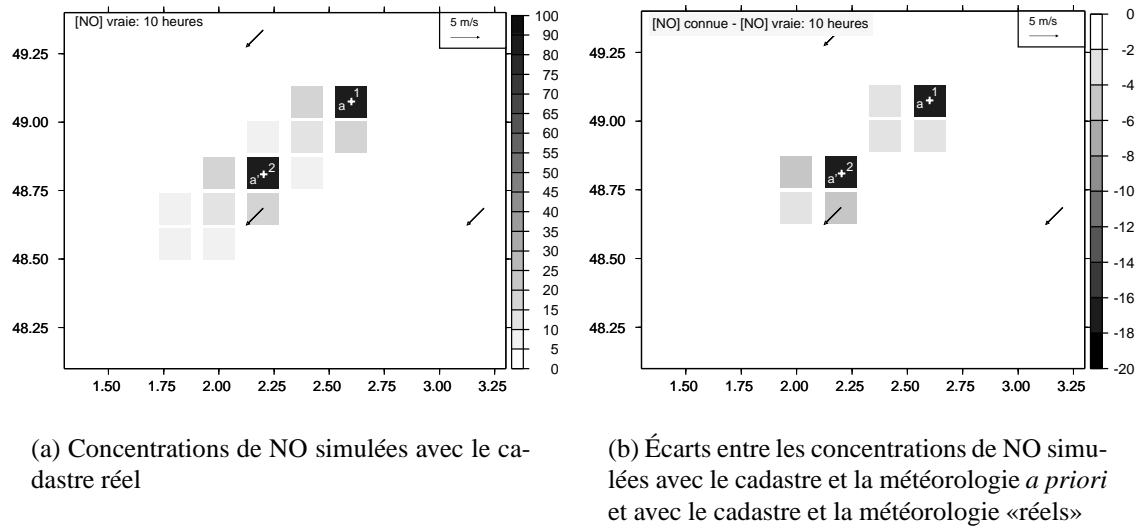 [NO] vraie: 10 heures
5 m/s
49.25
49.00
48.75
48.50
48.25
1.50 1.75 2.00 2.25 2.50 2.75 3.00 3.25
a 1
a' 2
100
90
80
75
70
65
60
55
50
45
40
35
30
25
20
15
10
5
0
[NO] connue - [NO] vraie: 10 heures
5 m/s
49.25
49.00
48.75
48.50
48.25
1.50 1.75 2.00 2.25 2.50 2.75 3.00 3.25
a 1
a' 2
0
-2
-4
-6
-8
-10
-12
-14
-16
-18
-20
(a) Concentrations de NO simulées avec le ca-
dastre réel
(b) Écarts entre les concentrations de NO simu-
lées avec le cadastre et la météorologie a priori
et avec le cadastre et la météorologie «réels»